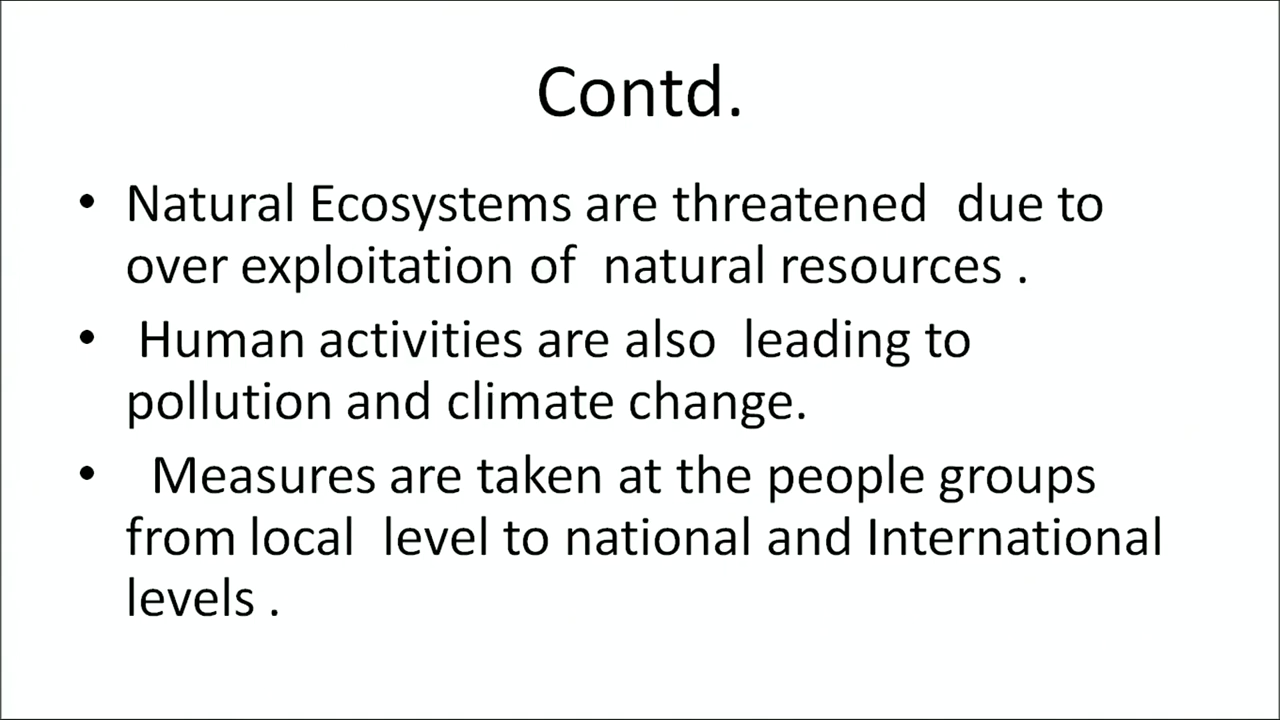 Contd.
• Natural Ecosystems are threatened  due to
over exploitation of  natural resources .
•  Human activities are also  leading to
pollution and climate change.
•   Measures are taken at the people groups
from local  level to national and International
levels .